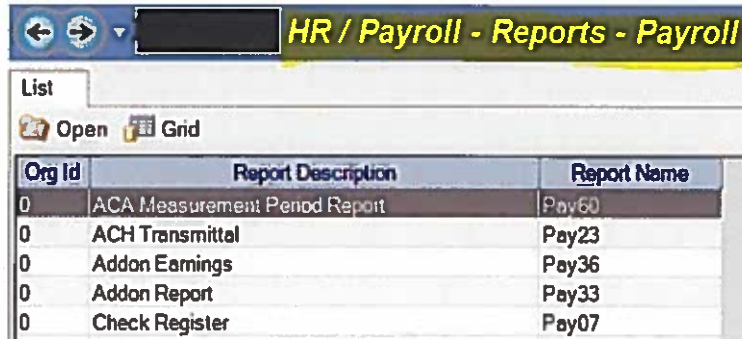 HR / Payroll - Reports - Payroll
List
Open Grid
Org Id Report Description Report Name
0 ACA Measurement Period Report Pay60
0 ACH Transmittal Pay23
0 Addon Earnings Pay36
0 Addon Report Pay33
0 Check Register Pay07